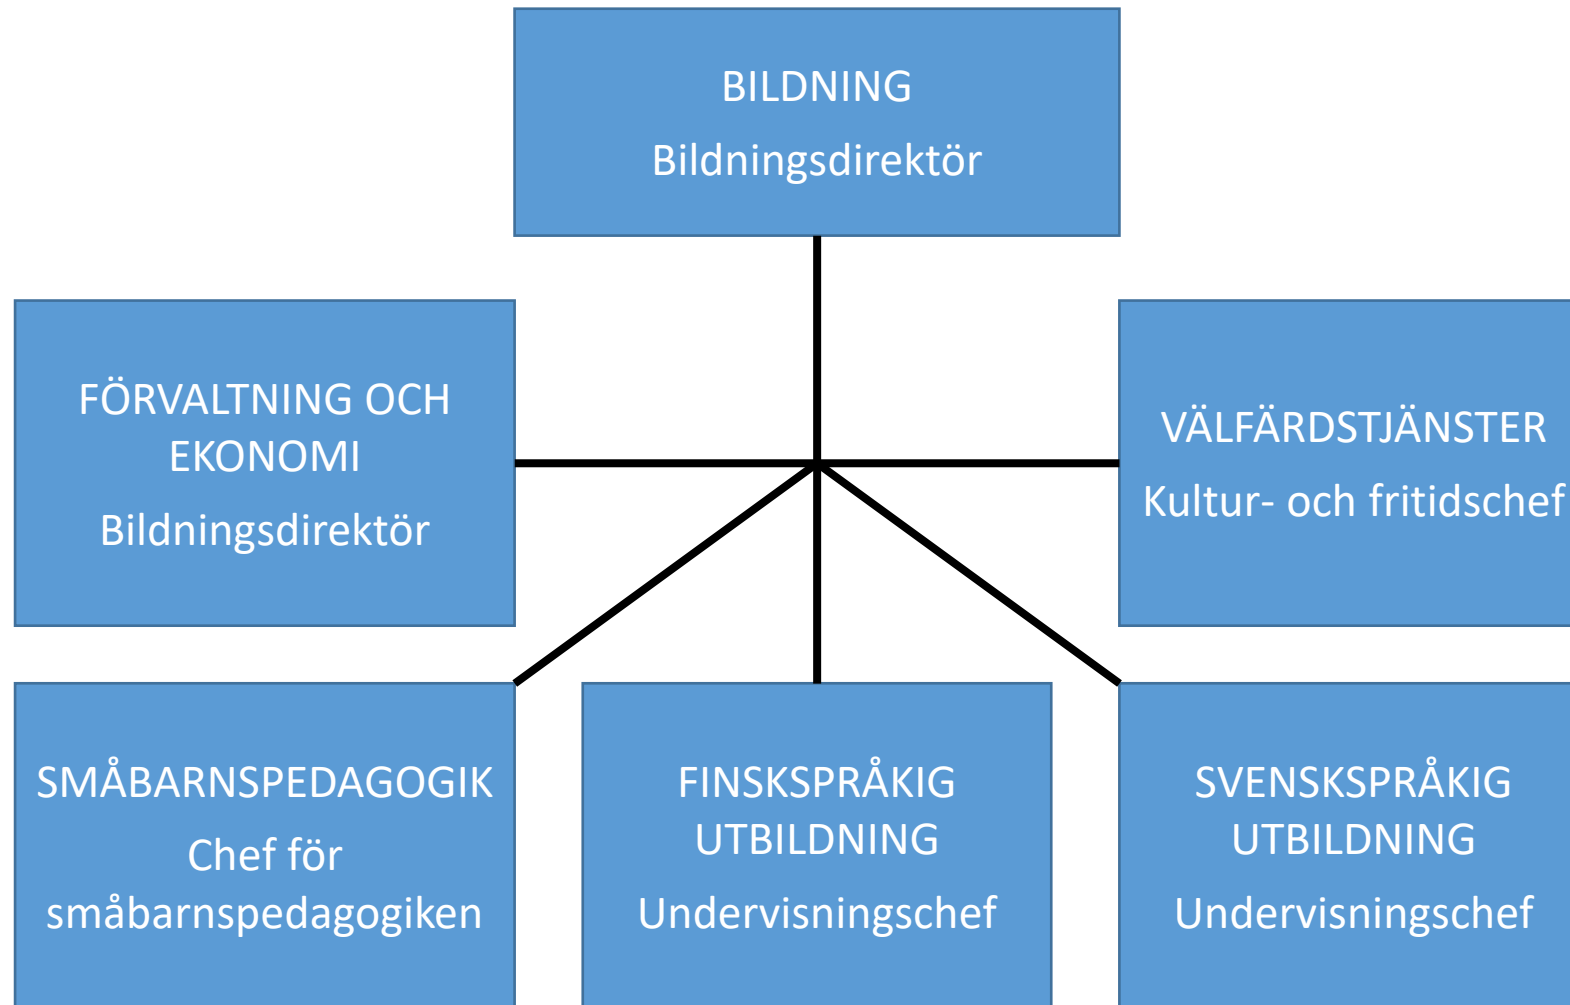 BILDNING
Bildningsdirektör
FÖRVALTNING OCH
EKONOMI
Bildningsdirektör
VÄLFÄRDSTJÄNSTER
Kultur- och fritidschef
SMÅBARNSPEDAGOGIK
Chef för
småbarnspedagogiken
FINSKSPRÅKIG
UTBILDNING
Undervisningschef
SVENSKSPRÅKIG
UTBILDNING
Undervisningschef